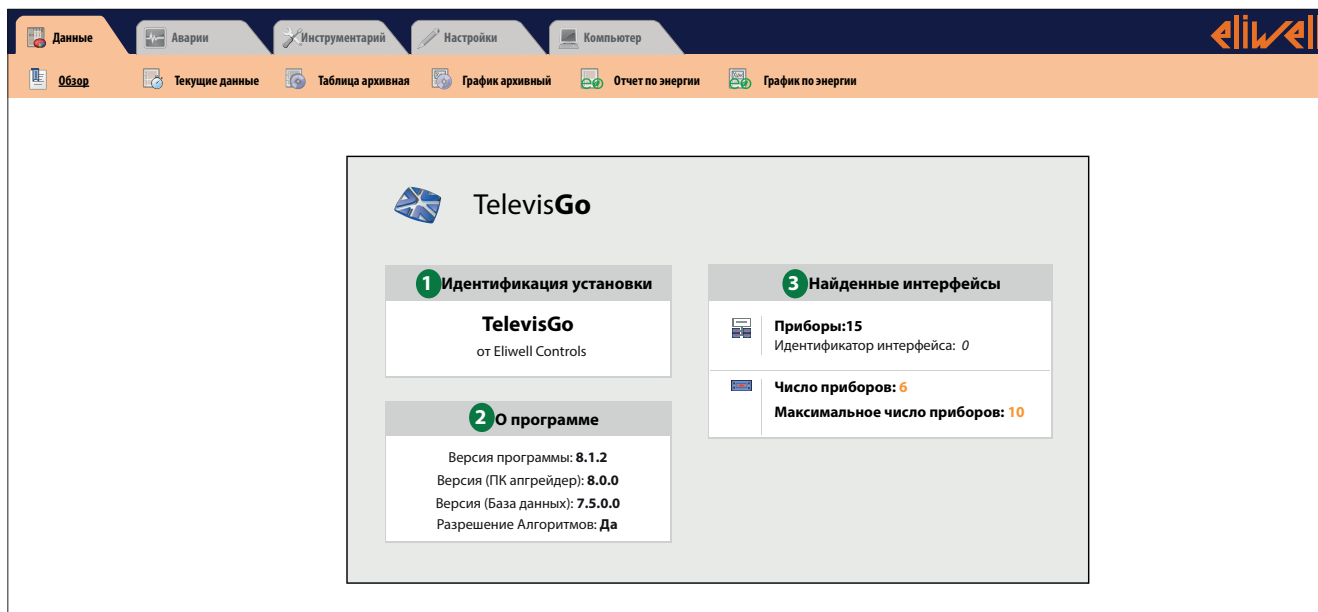 Данные Аварии Инструментарий Настройки Компьютер eliwel
Обзор Текущие данные Таблица архивная График архивный Отчет по энергии График по энергии
TelevisGo
1 Идентификация установки
TelevisGo
от Eliwell Controls
2 О программе
Версия программы: 8.1.2
Версия (ПК апгрейдер): 8.0.0
Версия (База данных): 7.5.0.0
Разрешение Алгоритмов: Да
3 Найденные интерфейсы
Приборы:15
Идентификатор интерфейса: 0
Число приборов: 6
Максимальное число приборов: 10